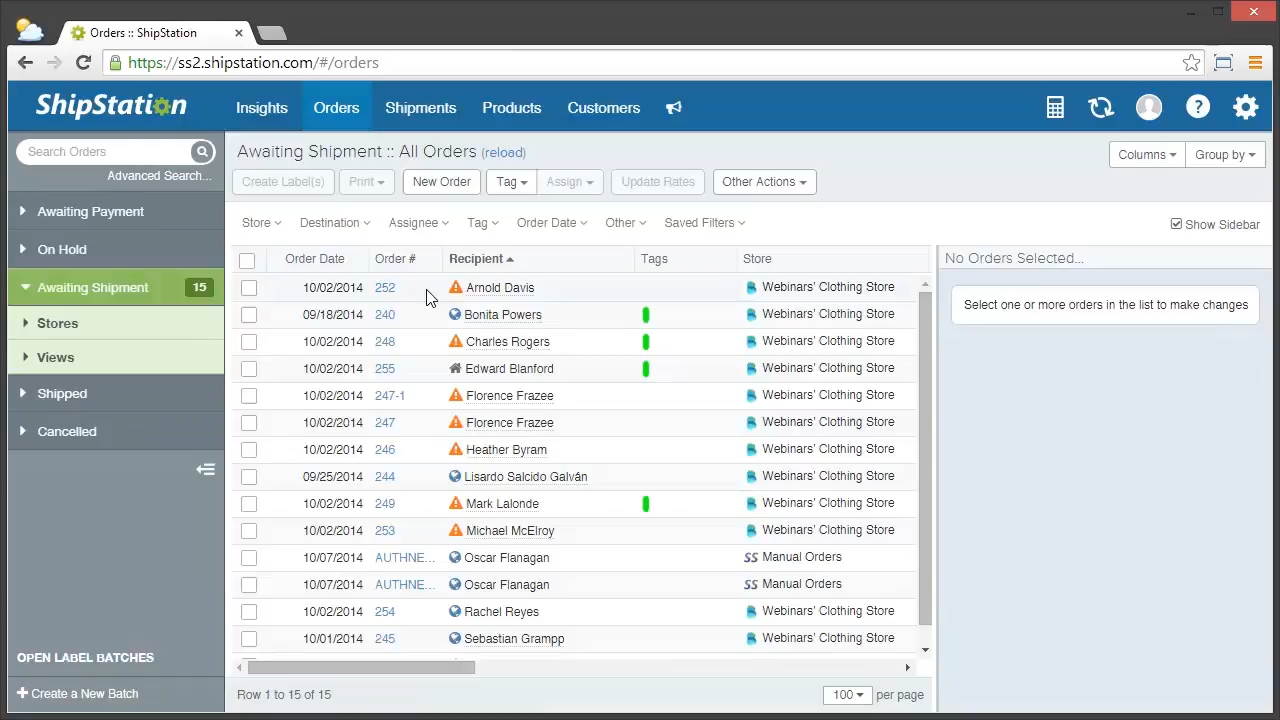 Orders :: ShipStation
https://ss2.shipstation.com/#/orders
ShipStation
Insights Orders Shipments Products Customers
Search Orders
Advanced Search...
Awaiting Payment
On Hold
Awaiting Shipment 15
Stores
Views
Shipped
Cancelled
OPEN LABEL BATCHES
Create a New Batch
Awaiting Shipment :: All Orders (reload)
Columns Group by
Create Label(s) Print New Order Tag Assign Update Rates Other Actions
Store Destination Assignee Tag Order Date Other Saved Filters Show Sidebar
Order Date Order # Recipient Tags Store
10/02/2014 252 Arnold Davis Webinars' Clothing Store
09/18/2014 240 Bonita Powers Webinars' Clothing Store
10/02/2014 248 Charles Rogers Webinars' Clothing Store
10/02/2014 255 Edward Blanford Webinars' Clothing Store
10/02/2014 247-1 Florence Frazee Webinars' Clothing Store
10/02/2014 247 Florence Frazee Webinars' Clothing Store
10/02/2014 246 Heather Byram Webinars' Clothing Store
09/25/2014 244 Lisardo Salcido Galván Webinars' Clothing Store
10/02/2014 249 Mark Lalonde Webinars' Clothing Store
10/02/2014 253 Michael McElroy Webinars' Clothing Store
10/07/2014 AUTHNE... Oscar Flanagan SS Manual Orders
10/07/2014 AUTHNE... Oscar Flanagan SS Manual Orders
10/02/2014 254 Rachel Reyes Webinars' Clothing Store
10/01/2014 245 Sebastian Grampp Webinars' Clothing Store
Row 1 to 15 of 15 100 per page
No Orders Selected...
Select one or more orders in the list to make changes